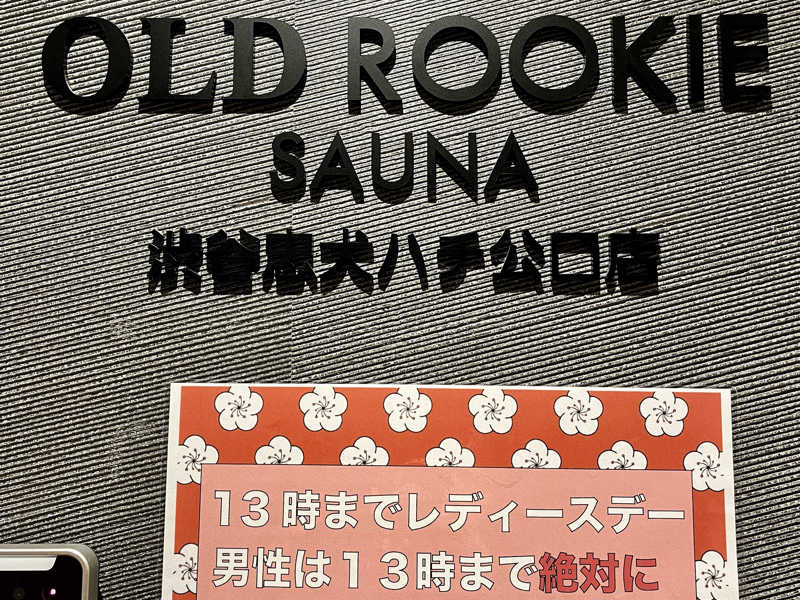 OLD ROOKIE
SAUNA
渋谷忠犬ハチ公口店
13時までレディースデー
男性は13時まで絶対に